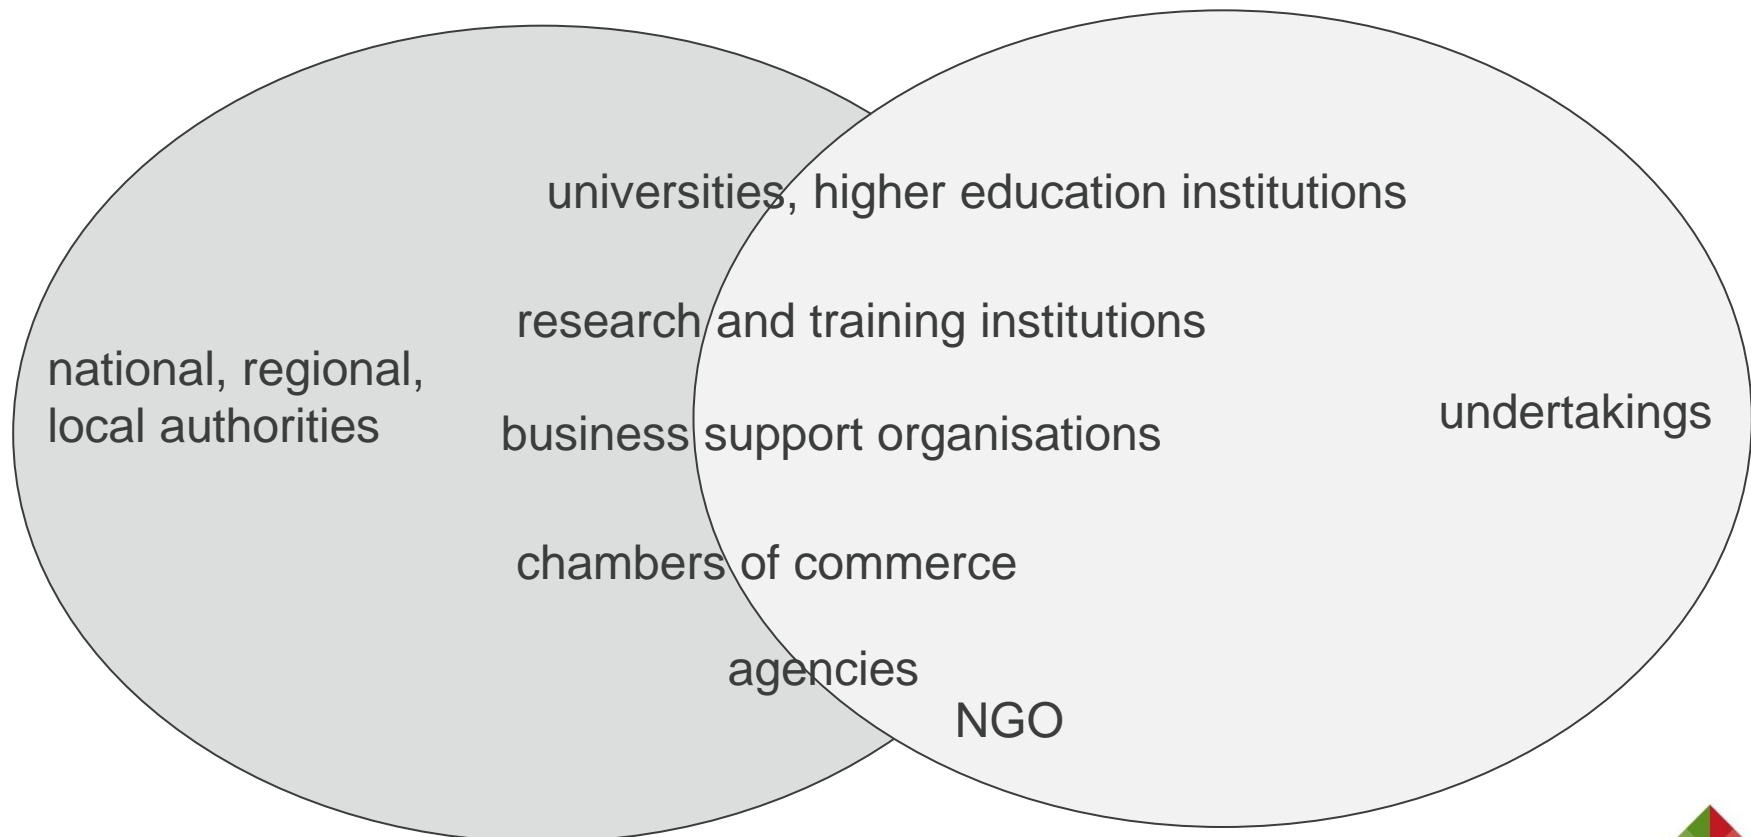 universities, higher education institutions
research and training institutions
national, regional,
local authorities
undertakings
business support organisations
chambers of commerce
agencies
NGO